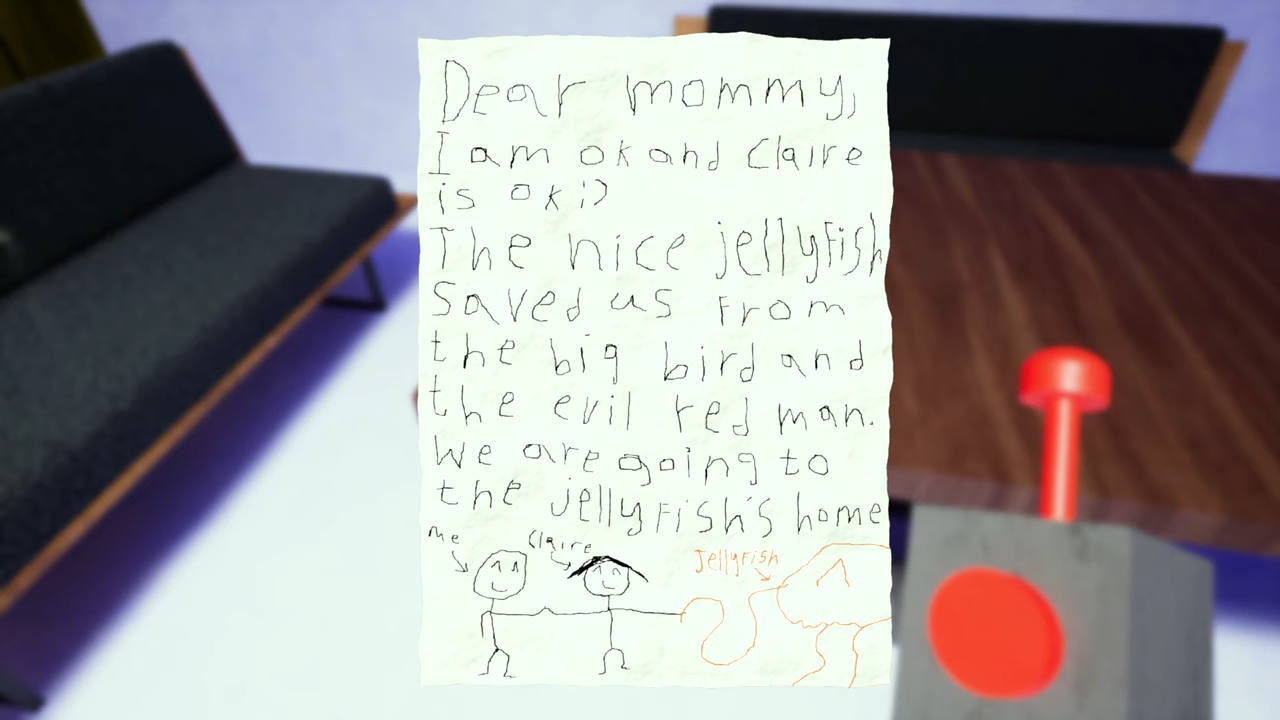 Dear mommy,
I am ok and Claire
is ok :)
The nice jellyfish
saved us from
the big bird and
the evil red man.
We are going to
the jellyfish's home
me
Claire
jellyfish